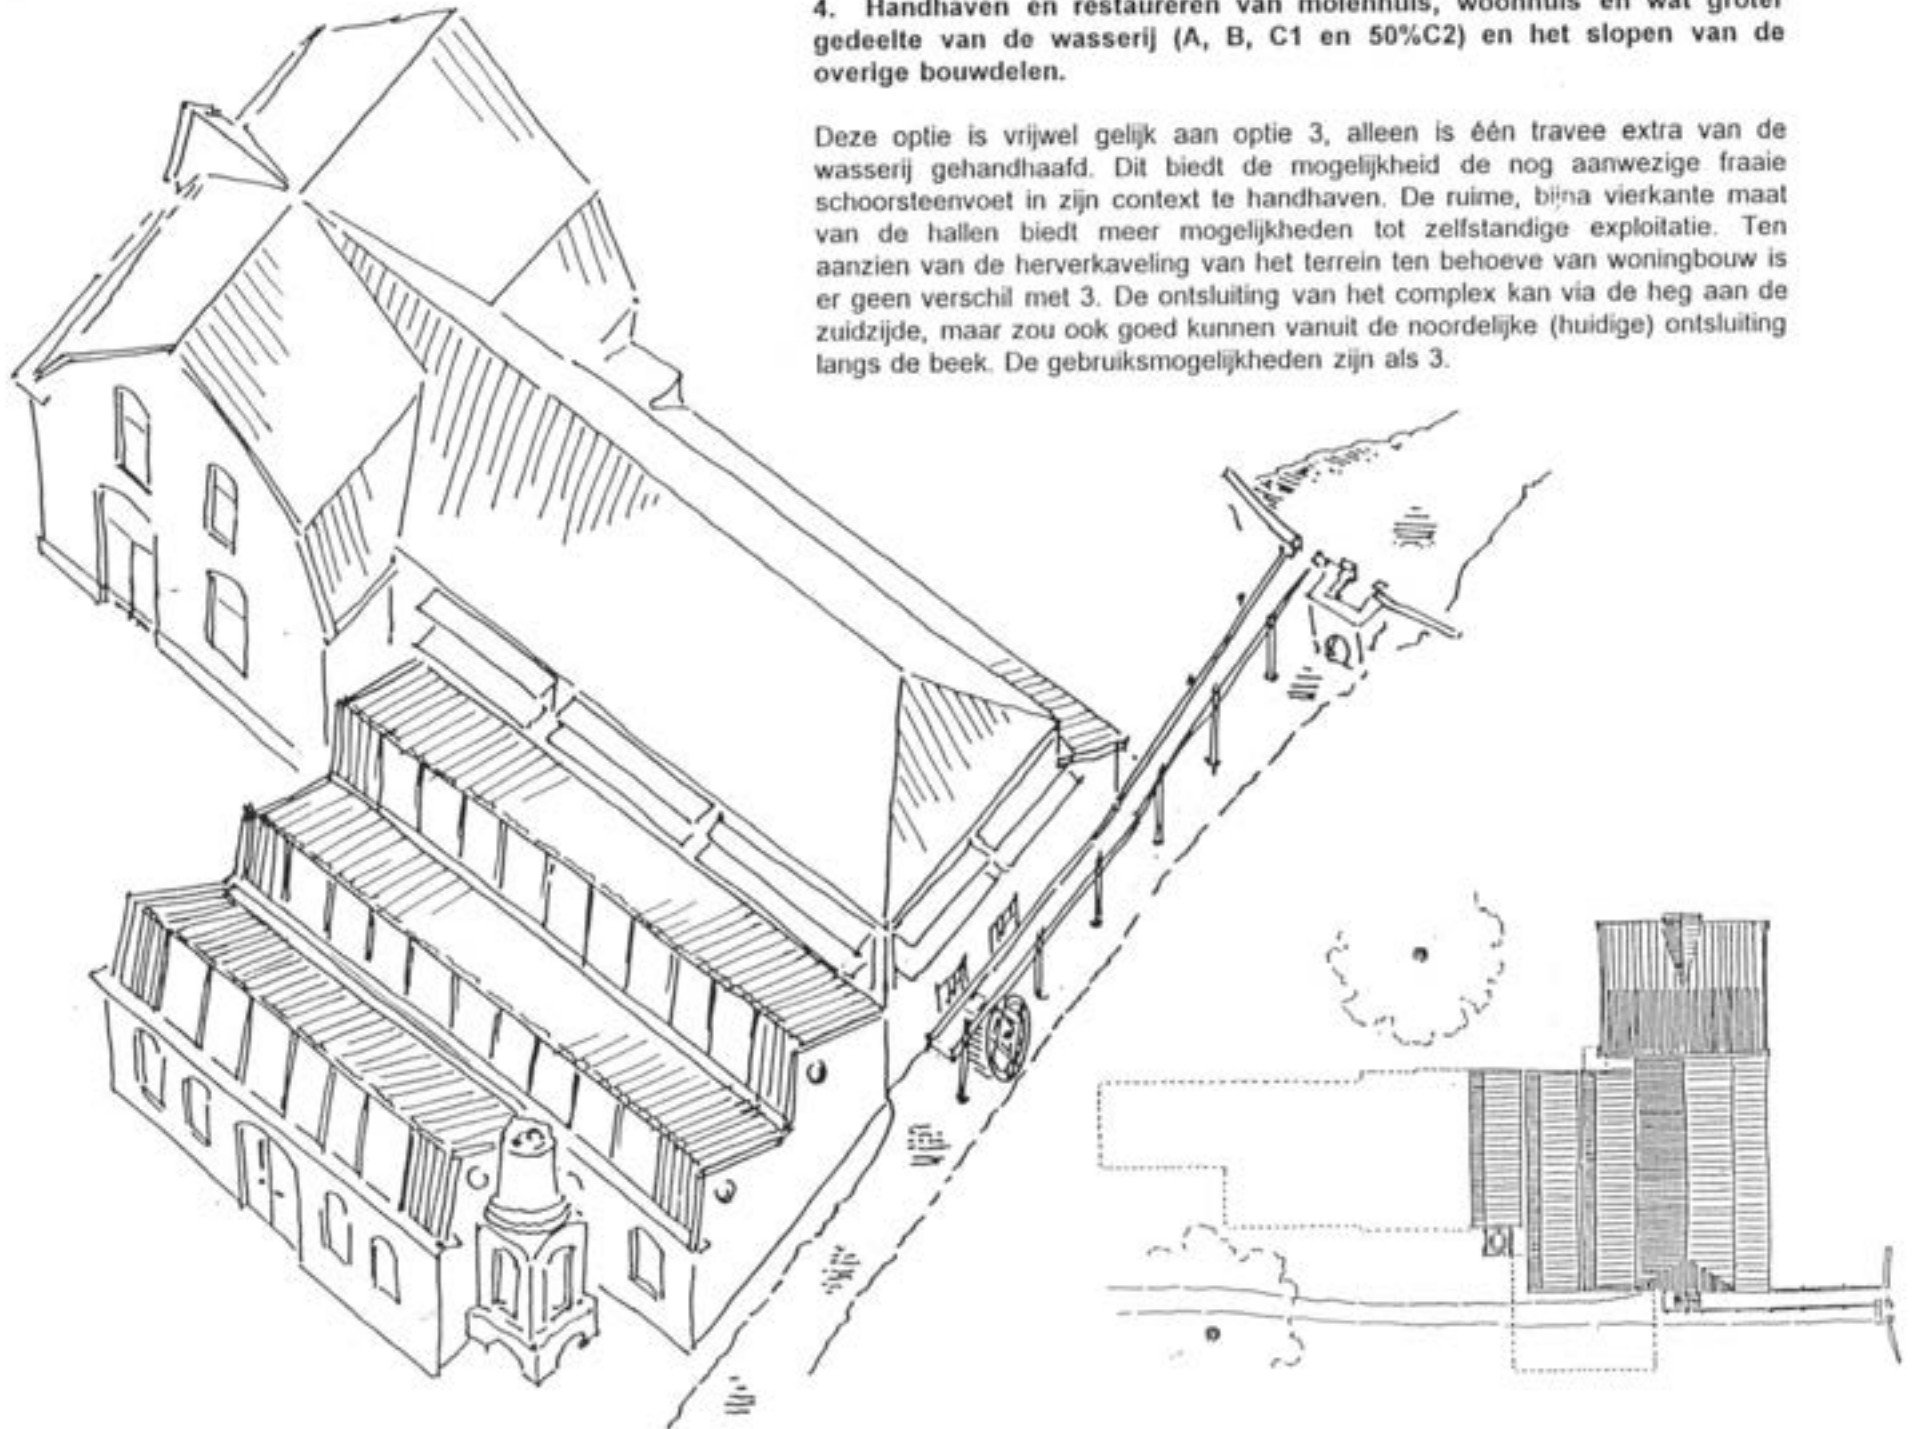 4. Handhaven en restaureren van molenhuis, woonhuis en wat groter
gedeelte van de wasserij (A, B, C1 en 50%C2) en het slopen van de
overige bouwdelen.
Deze optie is vrijwel gelijk aan optie 3, alleen is één travee extra van de
wasserij gehandhaafd. Dit biedt de mogelijkheid de nog aanwezige fraaie
schoorsteenvoet in zijn context te handhaven. De ruime, bijna vierkante maat
van de hallen biedt meer mogelijkheden tot zelfstandige exploitatie. Ten
aanzien van de herverkaveling van het terrein ten behoeve van woningbouw is
er geen verschil met 3. De ontsluiting van het complex kan via de heg aan de
zuidzijde, maar zou ook goed kunnen vanuit de noordelijke (huidige) ontsluiting
langs de beek. De gebruiksmogelijkheden zijn als 3.